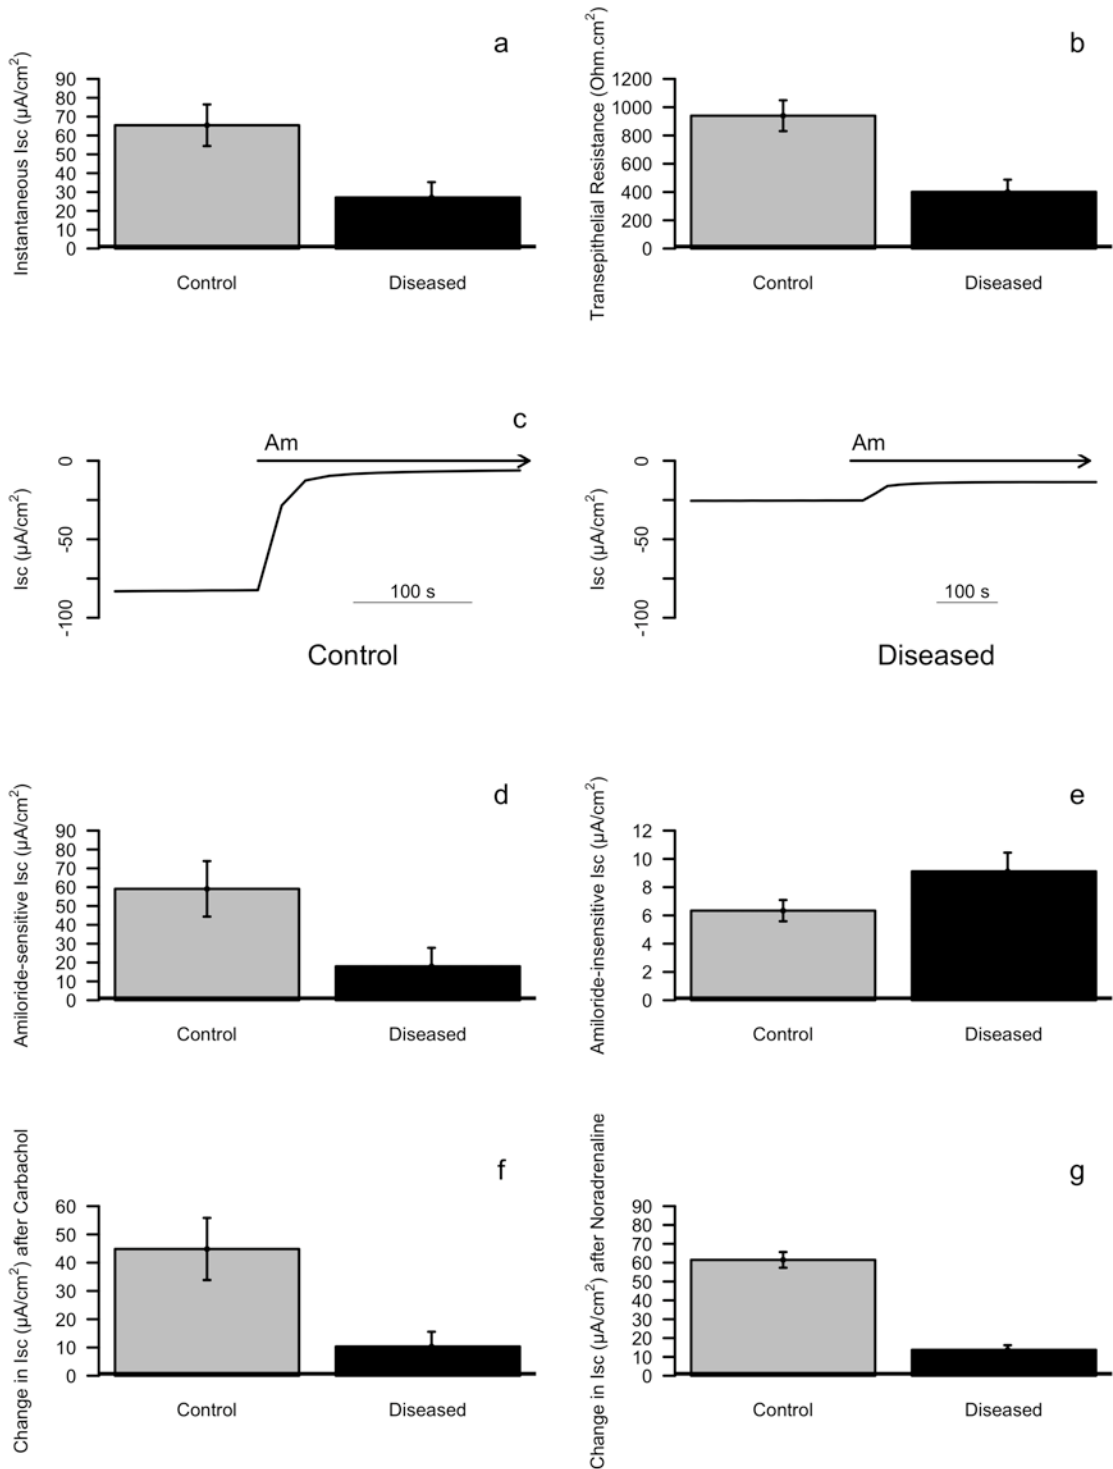 a
Instantaneous Isc (µA/cm²)
90
80
70
60
50
40
30
20
10
0
Control
Diseased
b
Transepithelial Resistance (Ohm.cm²)
1200
1000
800
600
400
200
0
Control
Diseased
c
Isc (µA/cm²)
0
-50
-100
Am
100 s
Control
Isc (µA/cm²)
0
-50
-100
Am
100 s
Diseased
d
Amiloride-sensitive Isc (µA/cm²)
90
80
70
60
50
40
30
20
10
0
Control
Diseased
e
Amiloride-insensitive Isc (µA/cm²)
12
10
8
6
4
2
0
Control
Diseased
f
Change in Isc (µA/cm²) after Carbachol
60
50
40
30
20
10
0
Control
Diseased
g
Change in Isc (µA/cm²) after Noradrenaline
90
80
70
60
50
40
30
20
10
0
Control
Diseased